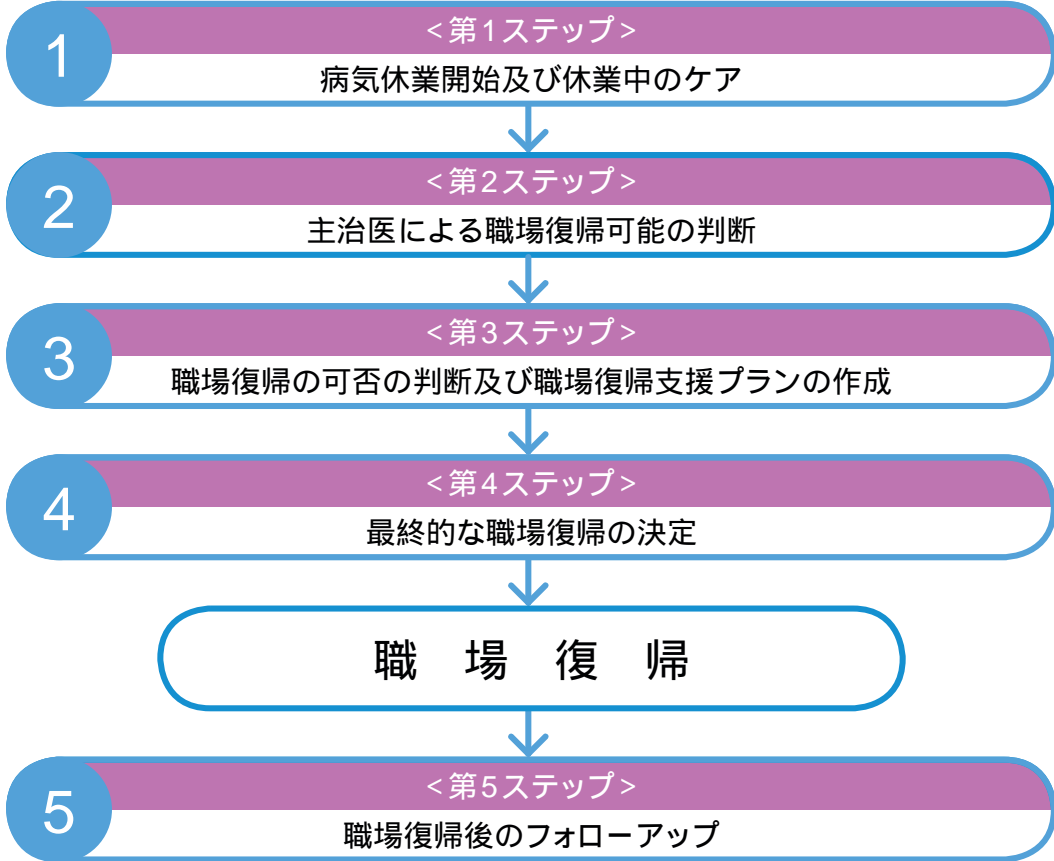 1
<第1ステップ>
病気休業開始及び休業中のケア
2
<第2ステップ>
主治医による職場復帰可能の判断
3
<第3ステップ>
職場復帰の可否の判断及び職場復帰支援プランの作成
4
<第4ステップ>
最終的な職場復帰の決定
職 場 復 帰
5
<第5ステップ>
職場復帰後のフォローアップ